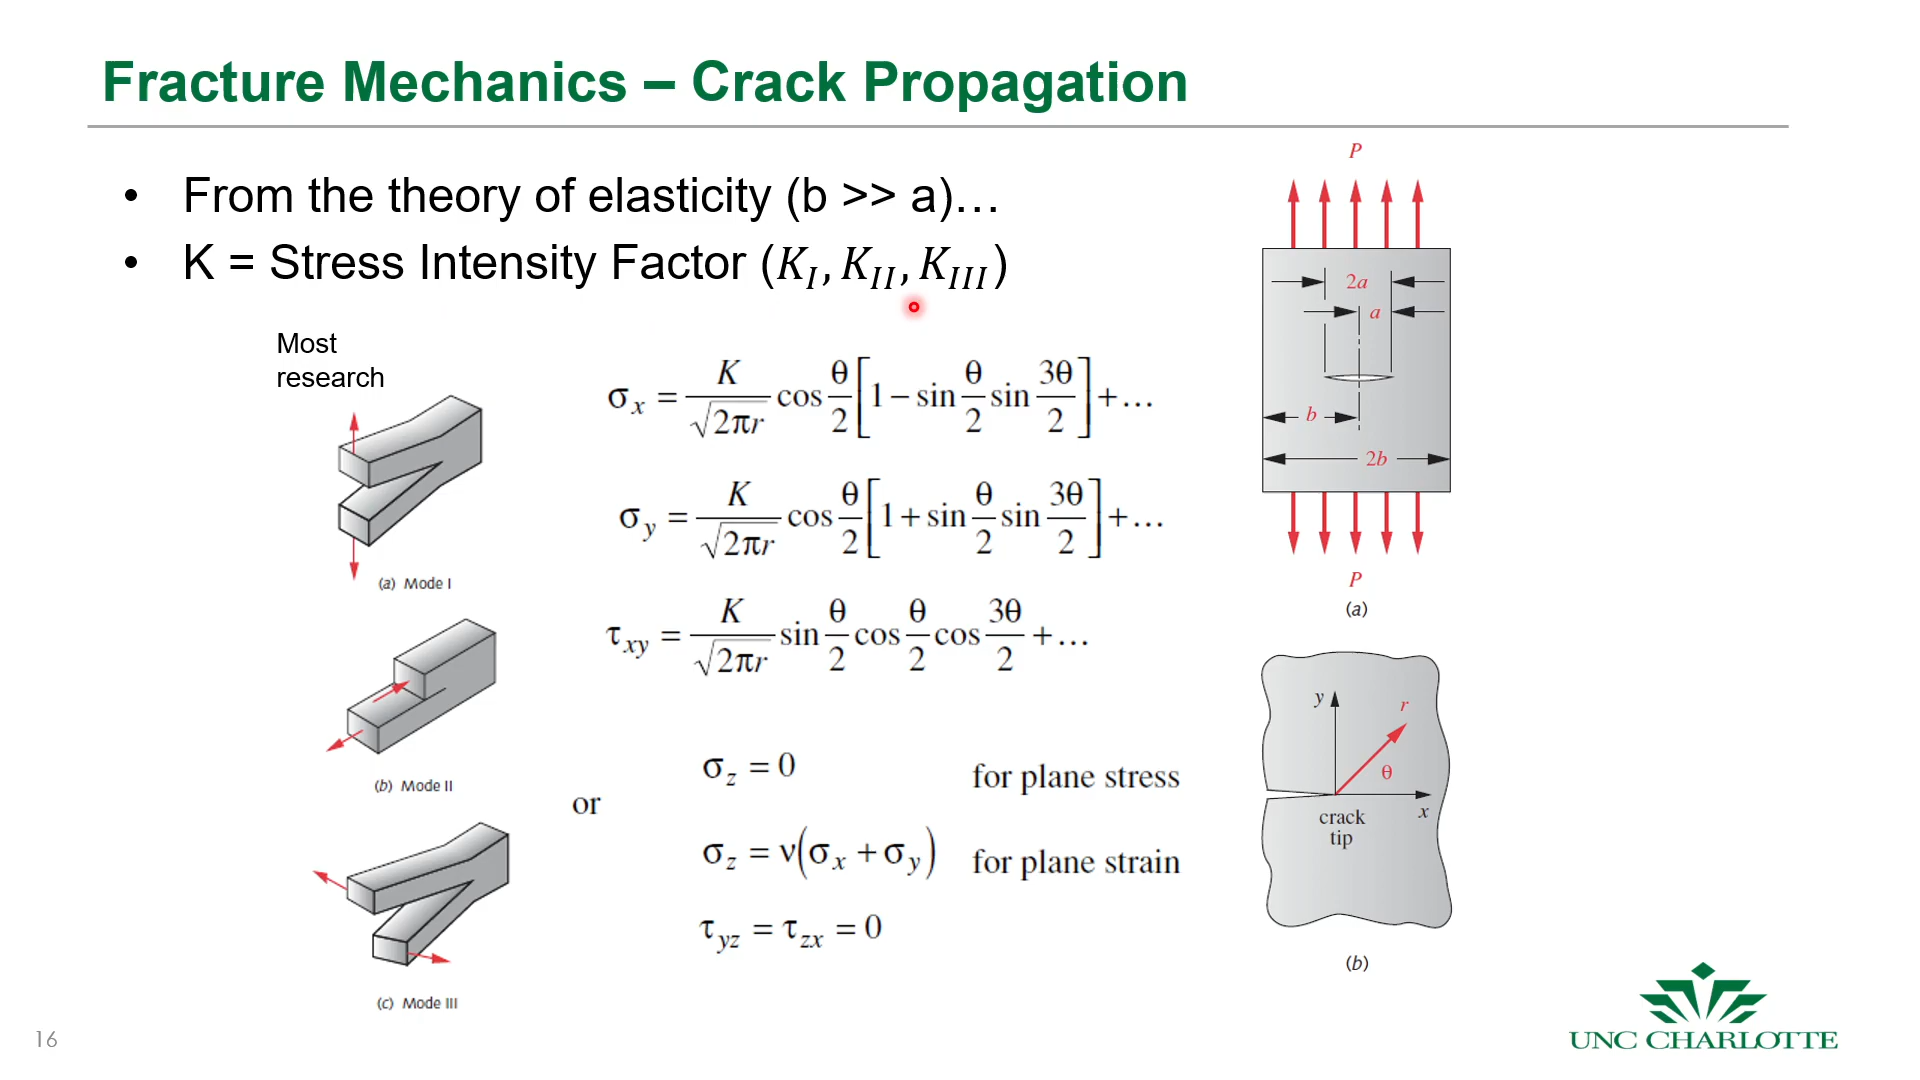 Fracture Mechanics – Crack Propagation
• From the theory of elasticity (b >> a)…
• K = Stress Intensity Factor (K_I, K_II, K_III)
Most
research
(a) Mode I
(b) Mode II
(c) Mode III
σ_x = K/√(2πr) cos θ/2 [1 − sin θ/2 sin 3θ/2] + …
σ_y = K/√(2πr) cos θ/2 [1 + sin θ/2 sin 3θ/2] + …
τ_xy = K/√(2πr) sin θ/2 cos θ/2 cos 3θ/2 + …
σ_z = 0 for plane stress
or
σ_z = ν(σ_x + σ_y) for plane strain
τ_yz = τ_zx = 0
P
2a
a
b
2b
P
(a)
y
r
θ
x
crack
tip
(b)
16
UNC CHARLOTTE